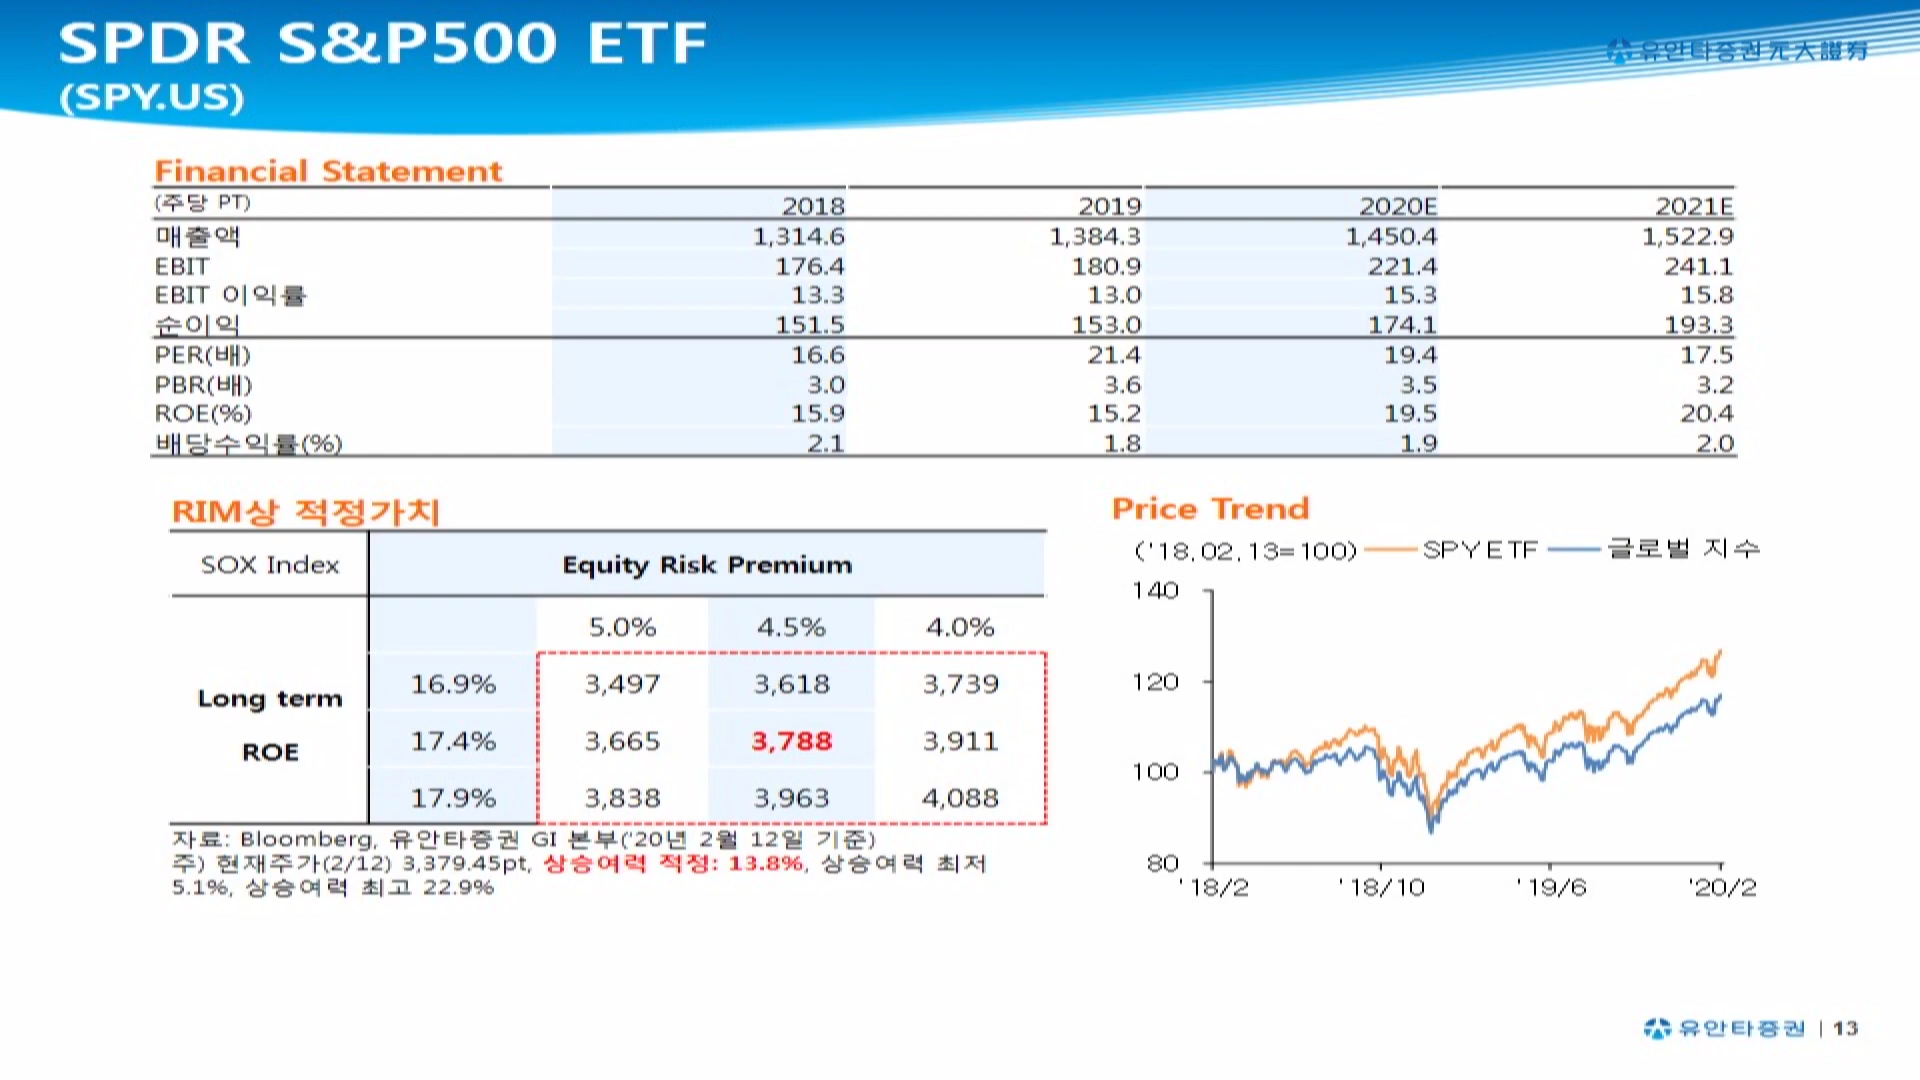 SPDR S&P500 ETF
(SPY.US)
유안타증권 元大證券
Financial Statement
(주당 PT) 2018 2019 2020E 2021E
매출액 1,314.6 1,384.3 1,450.4 1,522.9
EBIT 176.4 180.9 221.4 241.1
EBIT 이익률 13.3 13.0 15.3 15.8
순이익 151.5 153.0 174.1 193.3
PER(배) 16.6 21.4 19.4 17.5
PBR(배) 3.0 3.6 3.5 3.2
ROE(%) 15.9 15.2 19.5 20.4
배당수익률(%) 2.1 1.8 1.9 2.0
RIM상 적정가치
SOX Index Equity Risk Premium
5.0% 4.5% 4.0%
Long term
ROE
16.9% 3,497 3,618 3,739
17.4% 3,665 3,788 3,911
17.9% 3,838 3,963 4,088
자료: Bloomberg, 유안타증권 GI 본부('20년 2월 12일 기준)
주) 현재주가(2/12) 3,379.45pt, 상승여력 적정: 13.8%, 상승여력 최저
5.1%, 상승여력 최고 22.9%
Price Trend
('18.02.13=100) SPY ETF 글로벌 지수
140
120
100
80
'18/2 '18/10 '19/6 '20/2
유안타증권 | 13